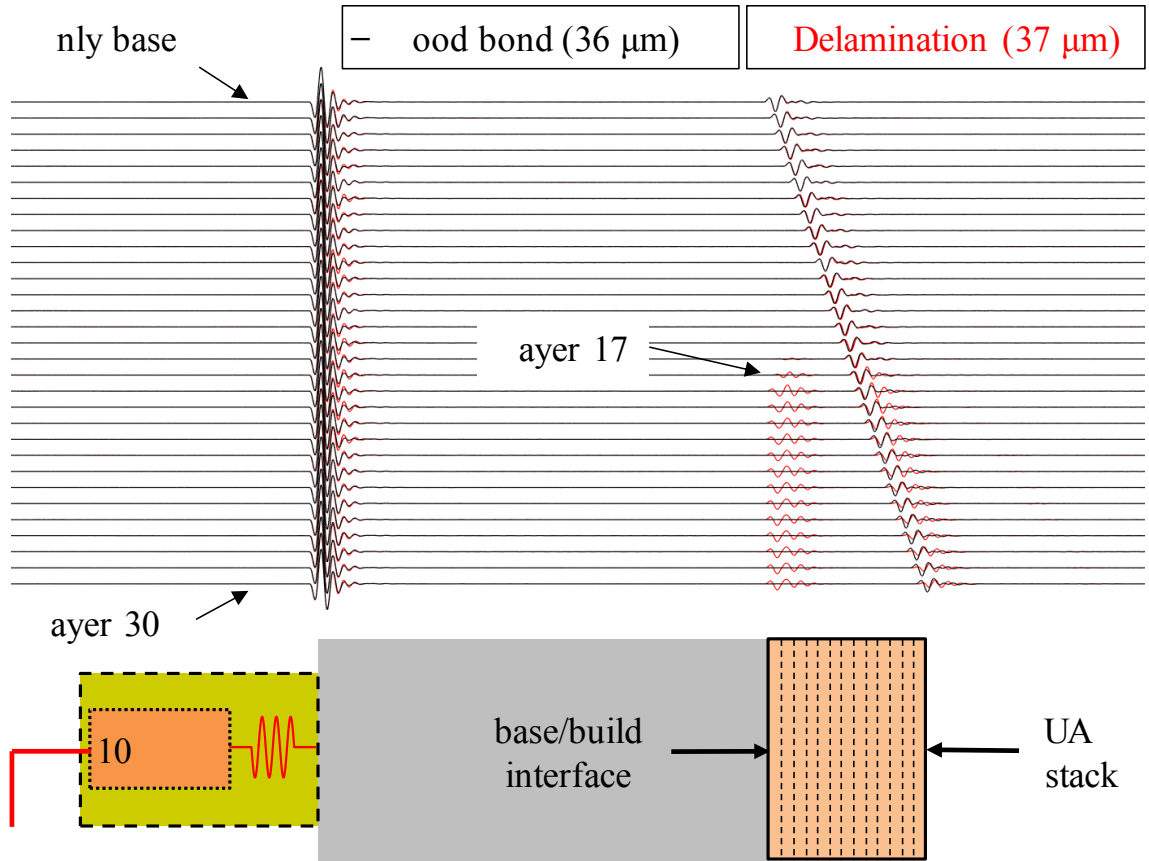 nly base
– ood bond (36 μm)
Delamination (37 μm)
ayer 17
ayer 30
10
base/build
interface
UA
stack